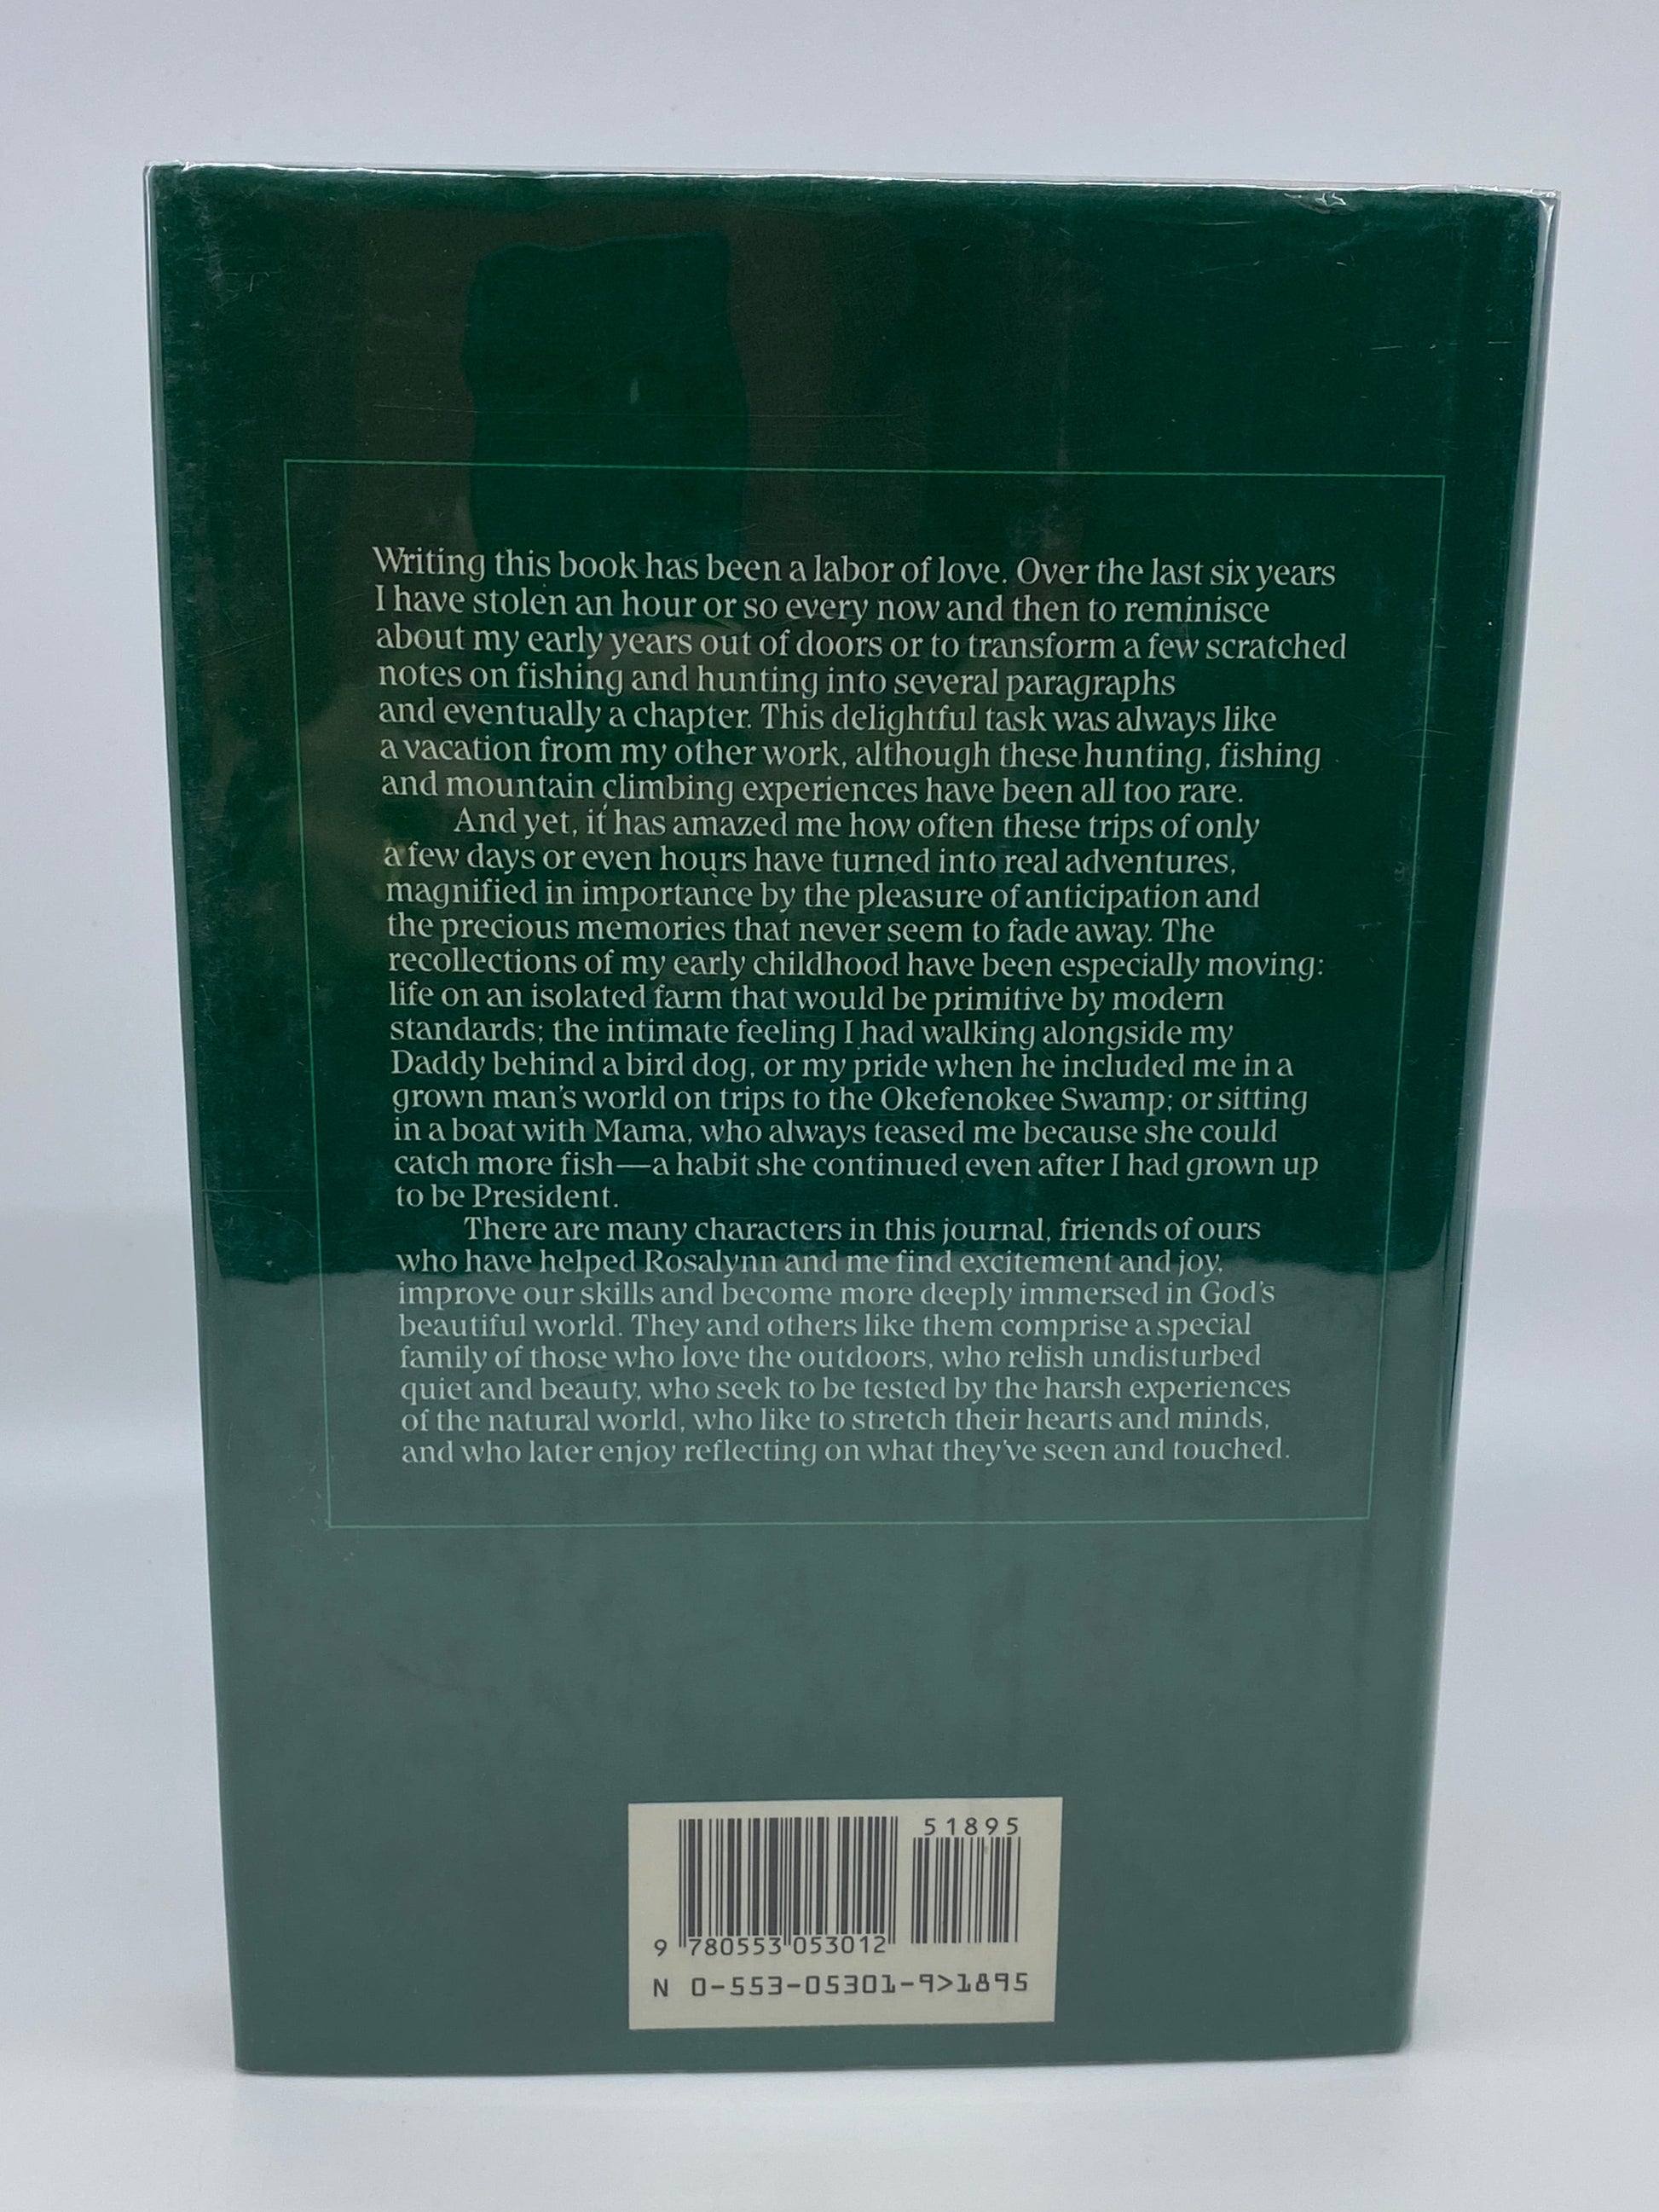 Writing this book has been a labor of love. Over the last six years
I have stolen an hour or so every now and then to reminisce
about my early years out of doors or to transform a few scratched
notes on fishing and hunting into several paragraphs
and eventually a chapter. This delightful task was always like
a vacation from my other work, although these hunting, fishing
and mountain climbing experiences have been all too rare.
And yet, it has amazed me how often these trips of only
a few days or even hours have turned into real adventures,
magnified in importance by the pleasure of anticipation and
the precious memories that never seem to fade away. The
recollections of my early childhood have been especially moving:
life on an isolated farm that would be primitive by modern
standards; the intimate feeling I had walking alongside my
Daddy behind a bird dog, or my pride when he included me in a
grown man's world on trips to the Okefenokee Swamp; or sitting
in a boat with Mama, who always teased me because she could
catch more fish—a habit she continued even after I had grown up
to be President.
There are many characters in this journal, friends of ours
who have helped Rosalynn and me find excitement and joy,
improve our skills and become more deeply immersed in God's
beautiful world. They and others like them comprise a special
family of those who love the outdoors, who relish undisturbed
quiet and beauty, who seek to be tested by the harsh experiences
of the natural world, who like to stretch their hearts and minds,
and who later enjoy reflecting on what they've seen and touched.
51895
9 780553 053012
N 0-553-05301-9>1895